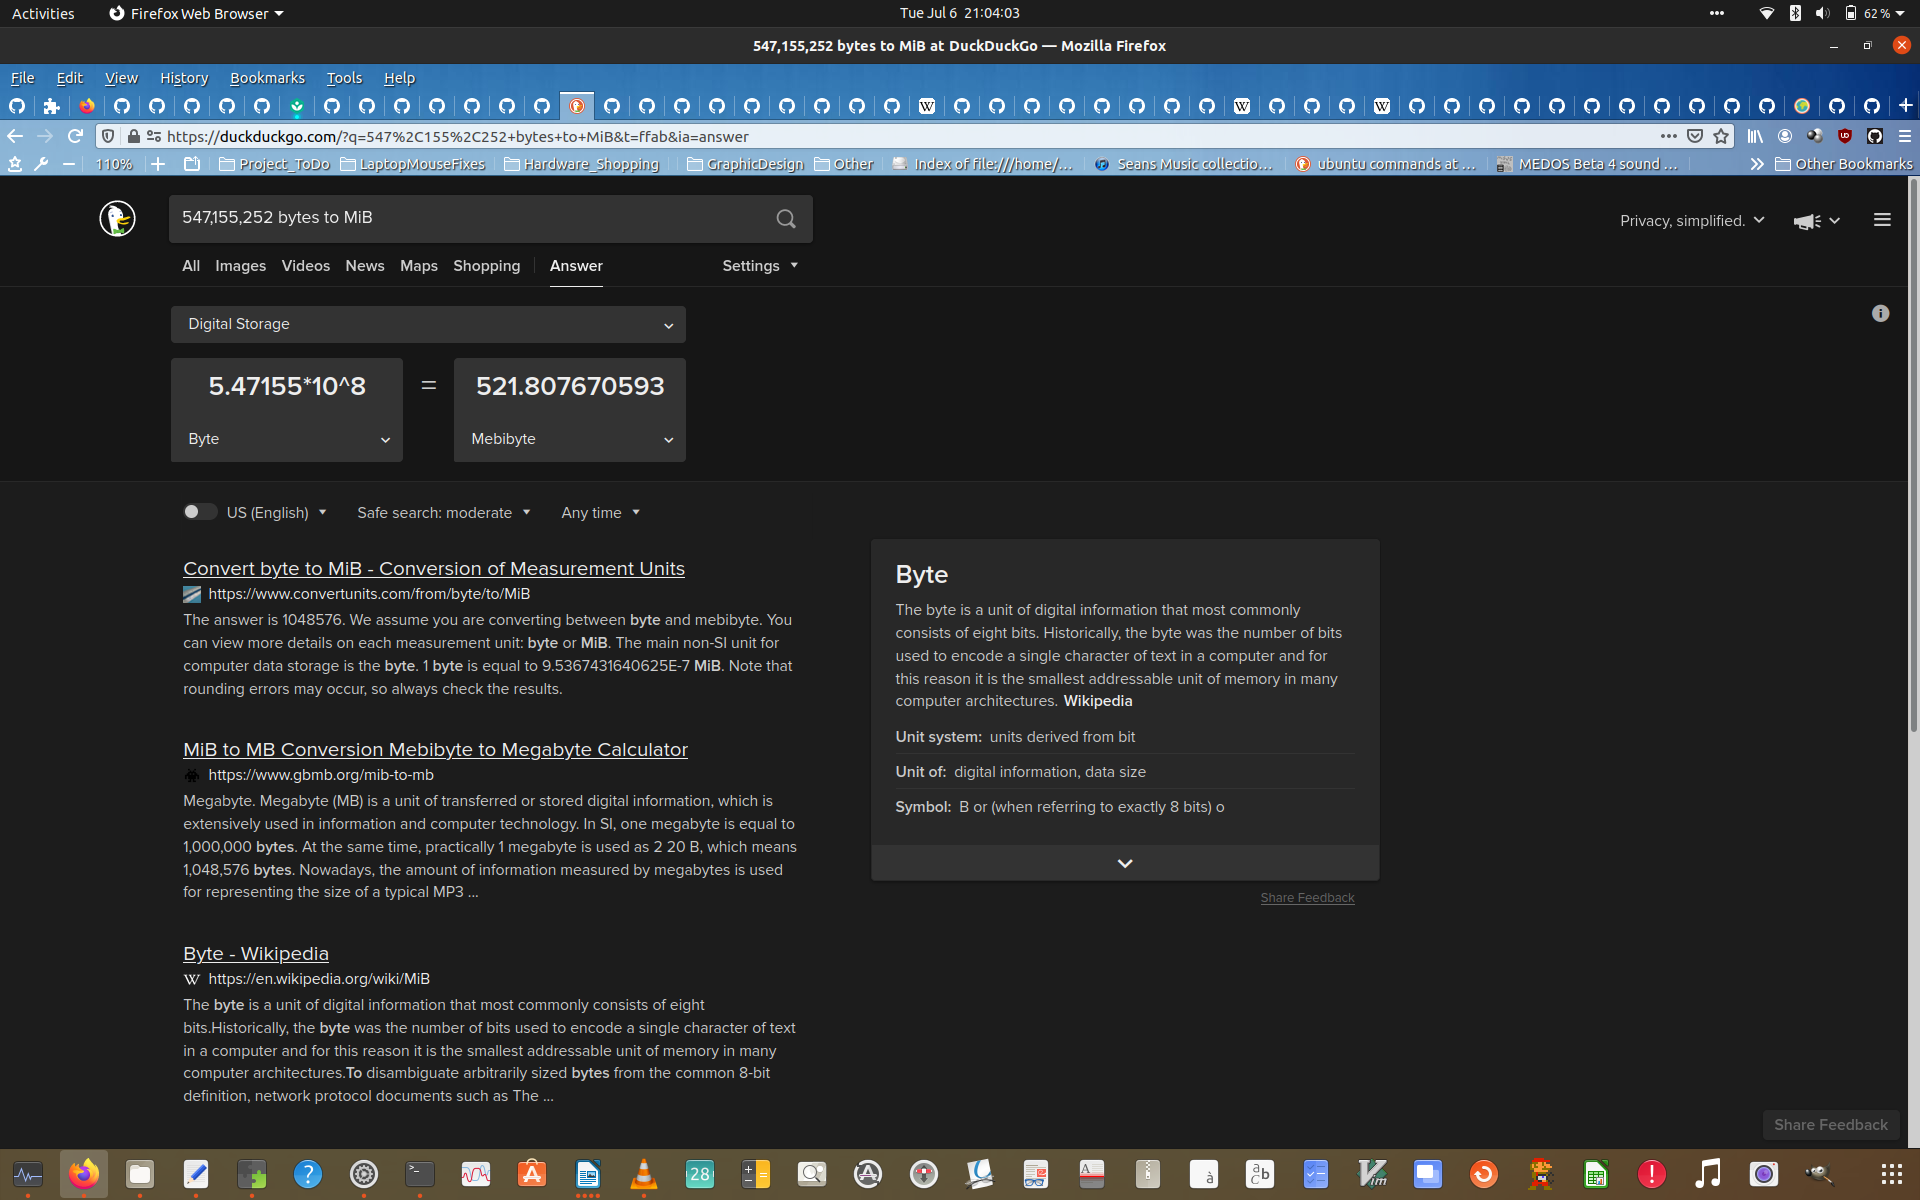 Activities
Firefox Web Browser
Tue Jul 6 21:04:03
62 %
547,155,252 bytes to MiB at DuckDuckGo — Mozilla Firefox
File Edit View History Bookmarks Tools Help
https://duckduckgo.com/?q=547%2C155%2C252+bytes+to+MiB&t=ffab&ia=answer
110%
Project_ToDo
LaptopMouseFixes
Hardware_Shopping
GraphicDesign
Other
Index of file:///home/...
Seans Music collectio...
ubuntu commands at ...
MEDOS Beta 4 sound ...
Other Bookmarks
547,155,252 bytes to MiB
Privacy, simplified.
All Images Videos News Maps Shopping Answer Settings
Digital Storage
5.47155*10^8 = 521.807670593
Byte Mebibyte
US (English) Safe search: moderate Any time
Convert byte to MiB - Conversion of Measurement Units
https://www.convertunits.com/from/byte/to/MiB
The answer is 1048576. We assume you are converting between byte and mebibyte. You
can view more details on each measurement unit: byte or MiB. The main non-SI unit for
computer data storage is the byte. 1 byte is equal to 9.5367431640625E-7 MiB. Note that
rounding errors may occur, so always check the results.
MiB to MB Conversion Mebibyte to Megabyte Calculator
https://www.gbmb.org/mib-to-mb
Megabyte. Megabyte (MB) is a unit of transferred or stored digital information, which is
extensively used in information and computer technology. In SI, one megabyte is equal to
1,000,000 bytes. At the same time, practically 1 megabyte is used as 2 20 B, which means
1,048,576 bytes. Nowadays, the amount of information measured by megabytes is used
for representing the size of a typical MP3 ...
Byte - Wikipedia
W https://en.wikipedia.org/wiki/MiB
The byte is a unit of digital information that most commonly consists of eight
bits.Historically, the byte was the number of bits used to encode a single character of text
in a computer and for this reason it is the smallest addressable unit of memory in many
computer architectures.To disambiguate arbitrarily sized bytes from the common 8-bit
definition, network protocol documents such as The ...
Byte
The byte is a unit of digital information that most commonly
consists of eight bits. Historically, the byte was the number of bits
used to encode a single character of text in a computer and for
this reason it is the smallest addressable unit of memory in many
computer architectures. Wikipedia
Unit system: units derived from bit
Unit of: digital information, data size
Symbol: B or (when referring to exactly 8 bits) o
Share Feedback
Share Feedback
28